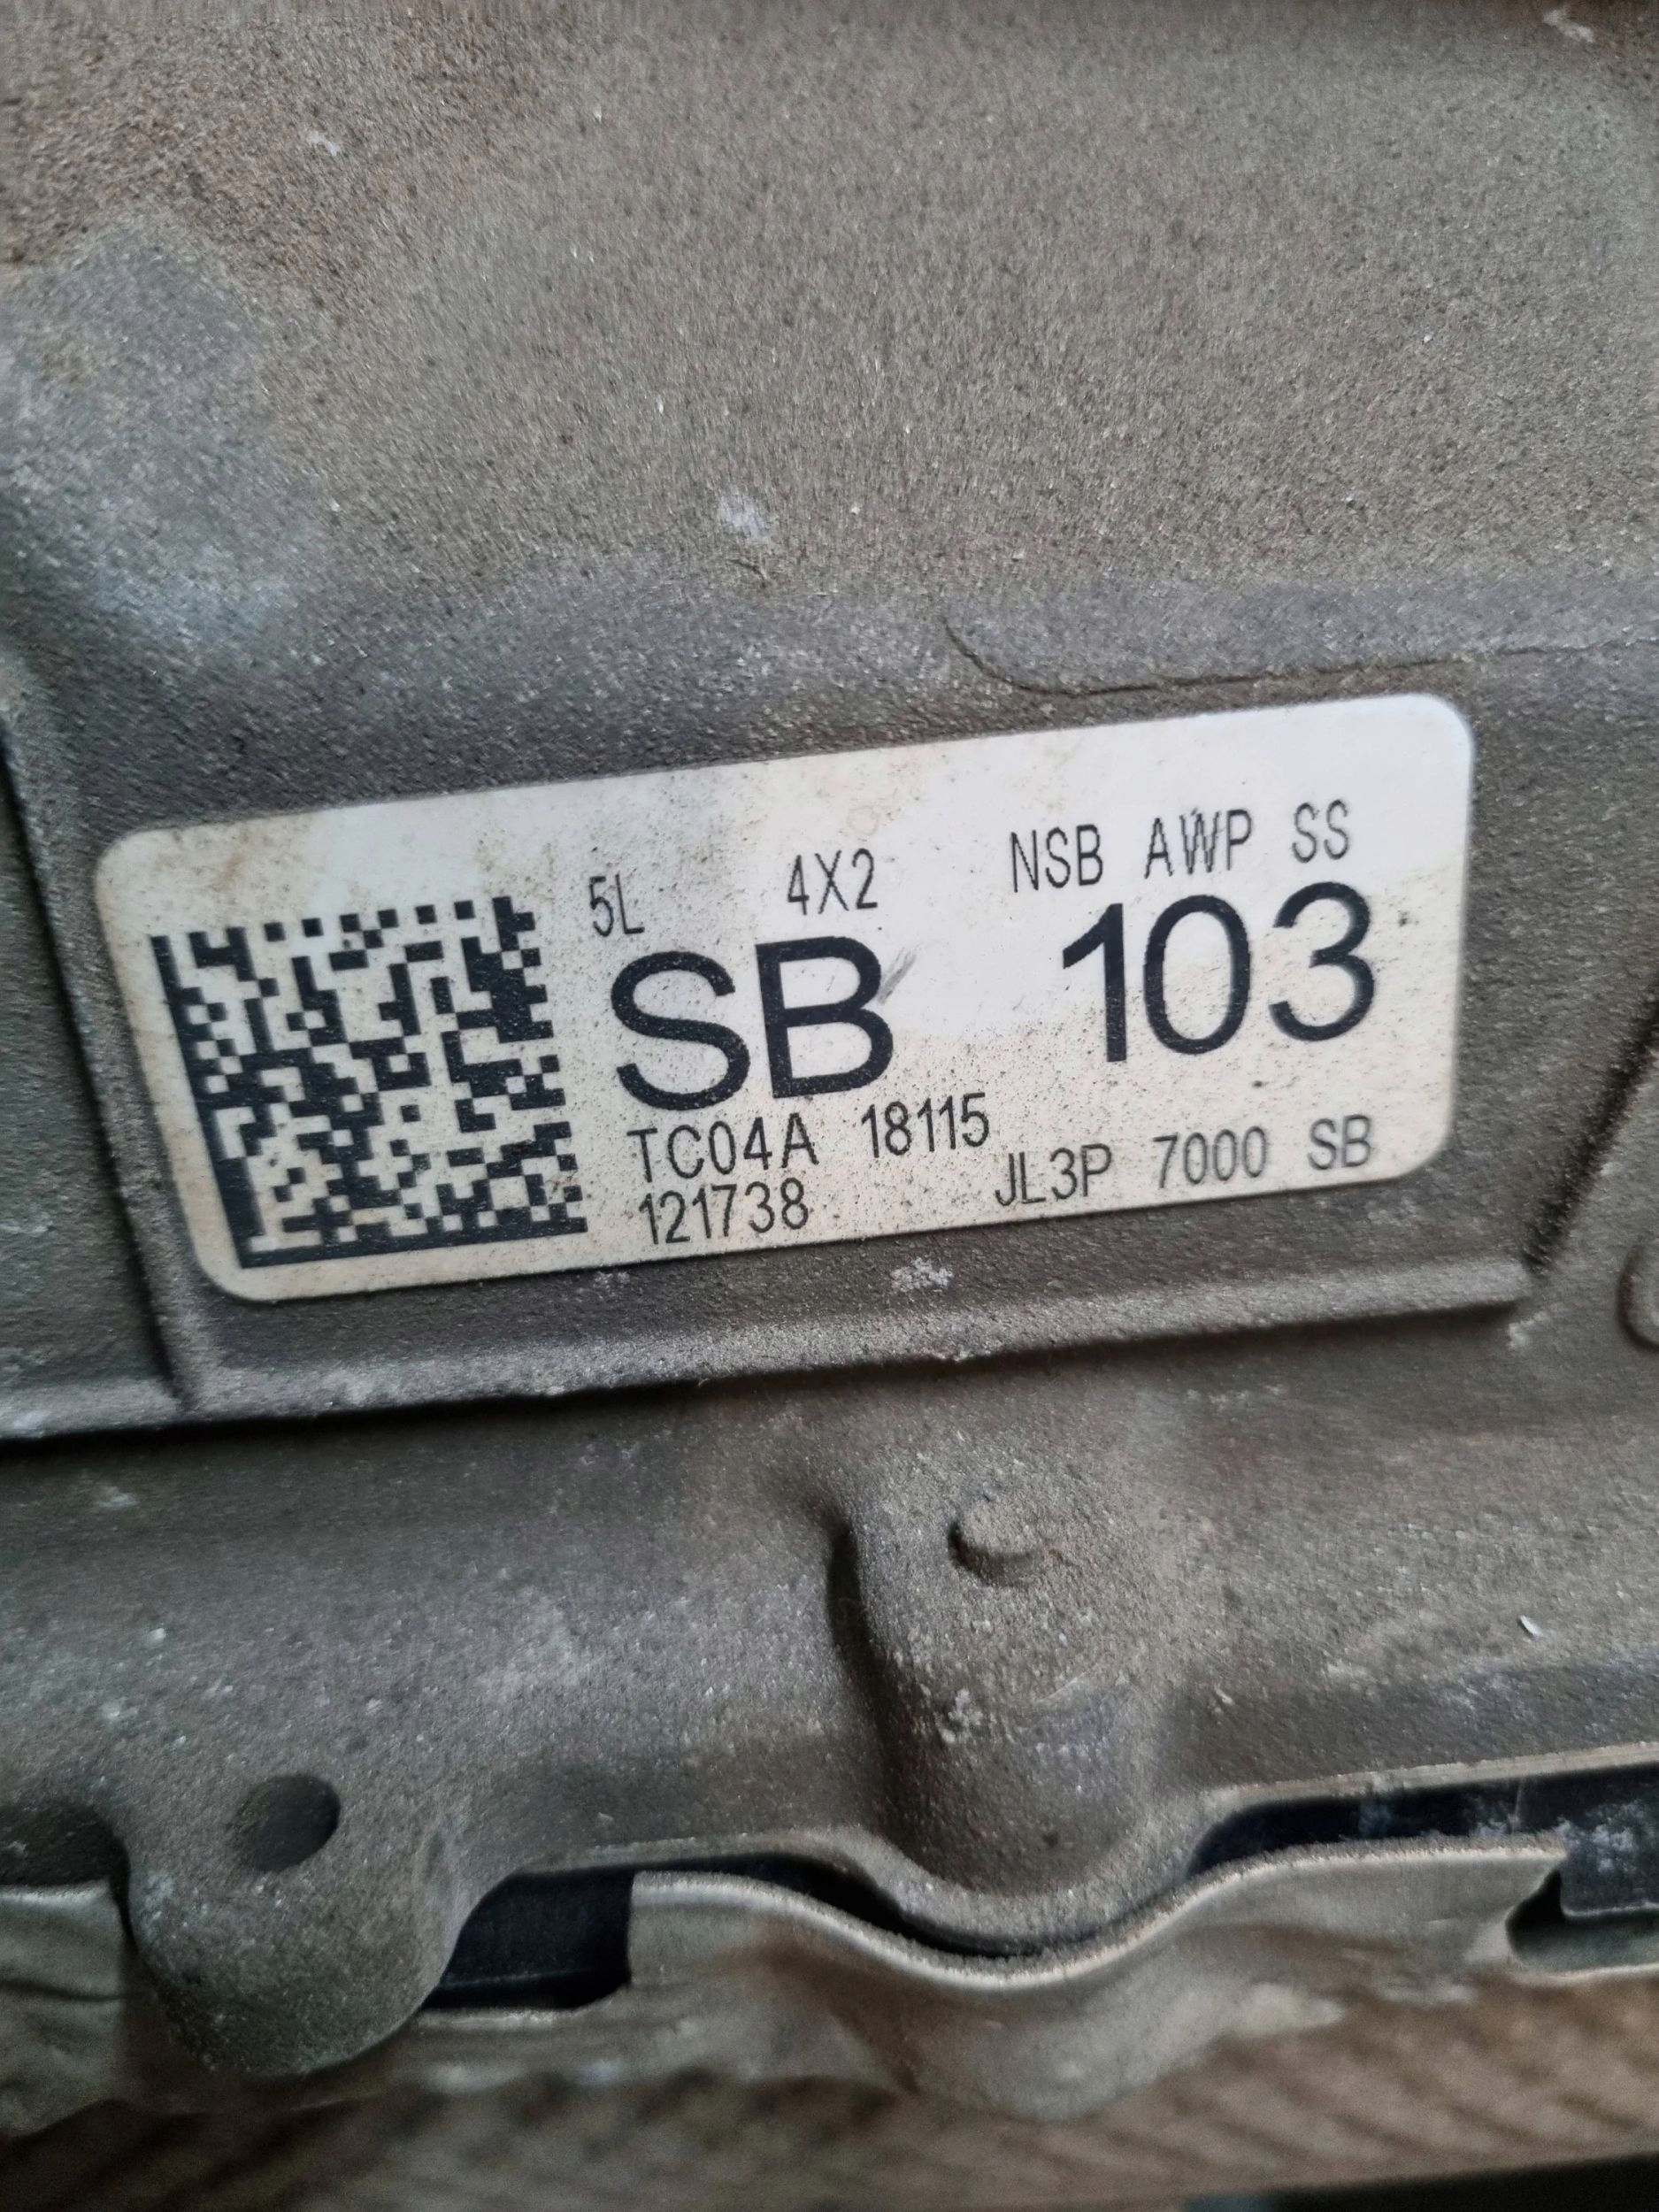 5L 4X2 NSB AWP SS
SB 103
TC04A 18115
121738 JL3P 7000 SB